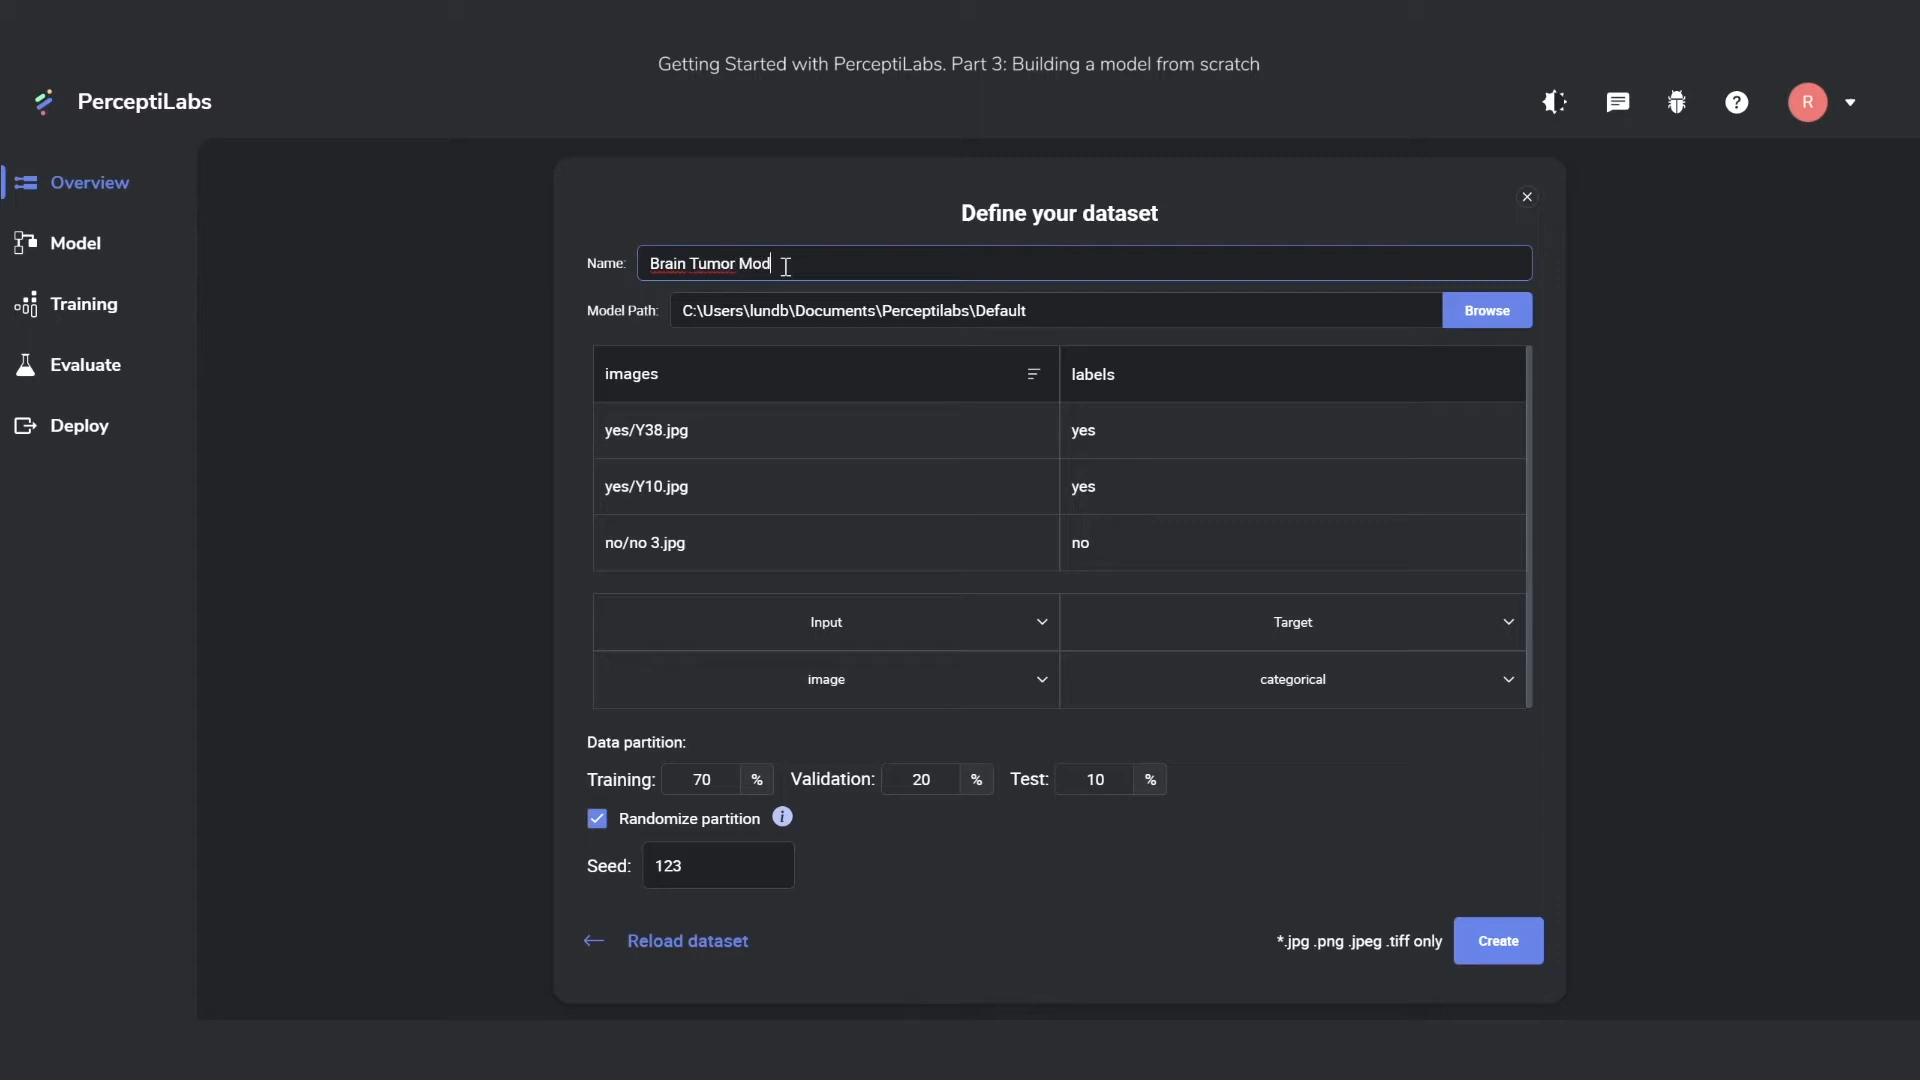 Getting Started with PerceptiLabs. Part 3: Building a model from scratch
PerceptiLabs
R
Overview
Model
Training
Evaluate
Deploy
Define your dataset
Name: Brain Tumor Mod
Model Path: C:\Users\lundb\Documents\Perceptilabs\Default Browse
images labels
yes/Y38.jpg yes
yes/Y10.jpg yes
no/no 3.jpg no
Input Target
image categorical
Data partition:
Training: 70 % Validation: 20 % Test: 10 %
Randomize partition i
Seed: 123
Reload dataset *.jpg .png .jpeg .tiff only Create